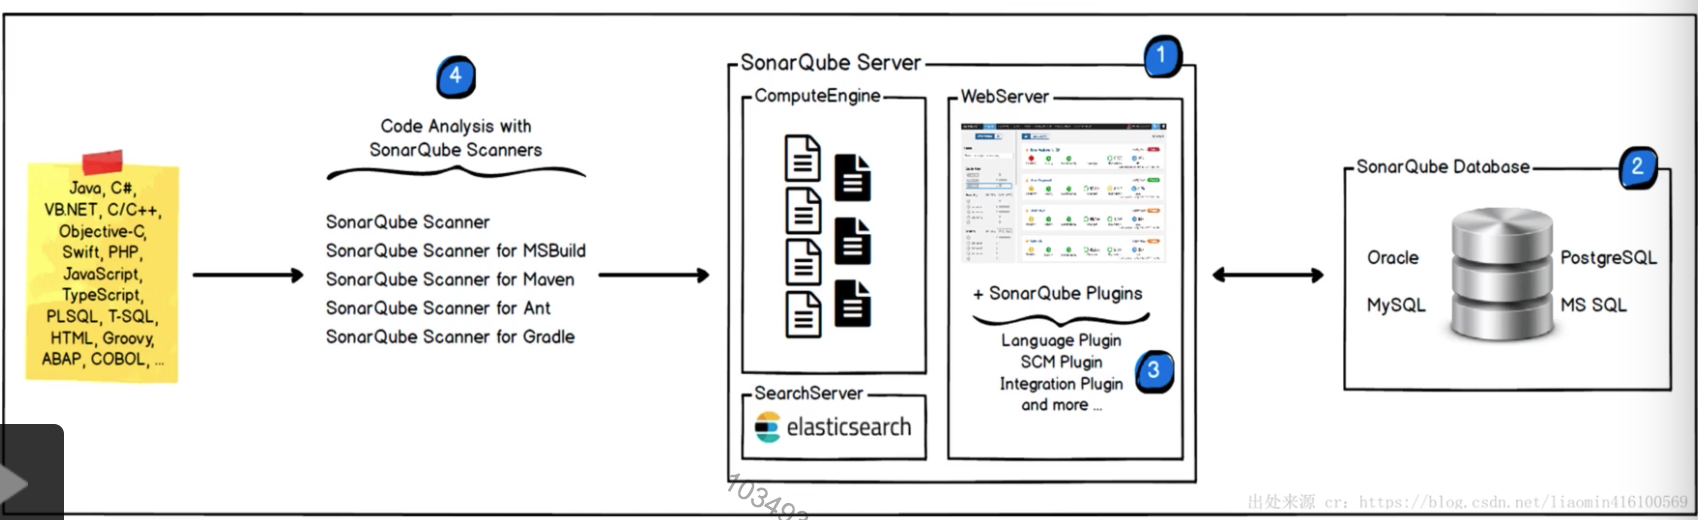 Java, C#,
VB.NET, C/C++,
Objective-C,
Swift, PHP,
JavaScript,
TypeScript,
PLSQL, T-SQL,
HTML, Groovy,
ABAP, COBOL, ...
4
Code Analysis with
SonarQube Scanners
SonarQube Scanner
SonarQube Scanner for MSBuild
SonarQube Scanner for Maven
SonarQube Scanner for Ant
SonarQube Scanner for Gradle
SonarQube Server
1
ComputeEngine
SearchServer
elasticsearch
WebServer
+ SonarQube Plugins
Language Plugin
SCM Plugin
Integration Plugin
and more ...
3
SonarQube Database
2
Oracle
MySQL
PostgreSQL
MS SQL
103493
出处来源 cr: https://blog.csdn.net/liaomin416100569